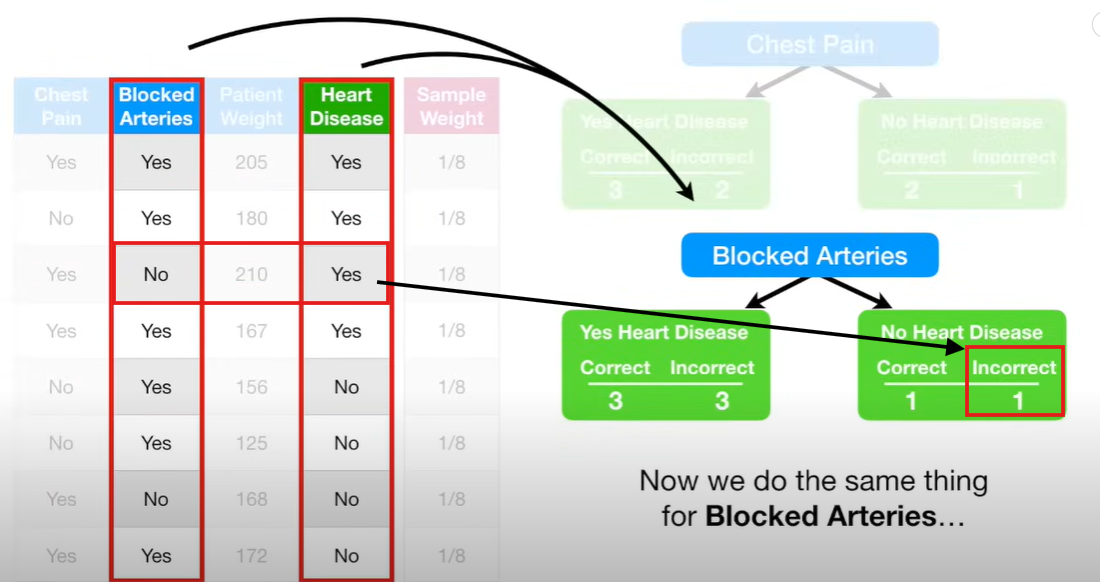 Chest Pain
Blocked Arteries
Patient Weight
Heart Disease
Sample Weight
Yes Yes 205 Yes 1/8
No Yes 180 Yes 1/8
Yes No 210 Yes 1/8
Yes Yes 167 Yes 1/8
No Yes 156 No 1/8
No Yes 125 No 1/8
Yes No 168 No 1/8
Yes Yes 172 No 1/8
Chest Pain
Yes Heart Disease
Correct Incorrect
3 2
No Heart Disease
Correct Incorrect
2 1
Blocked Arteries
Yes Heart Disease
Correct Incorrect
3 3
No Heart Disease
Correct Incorrect
1 1
Now we do the same thing
for Blocked Arteries...